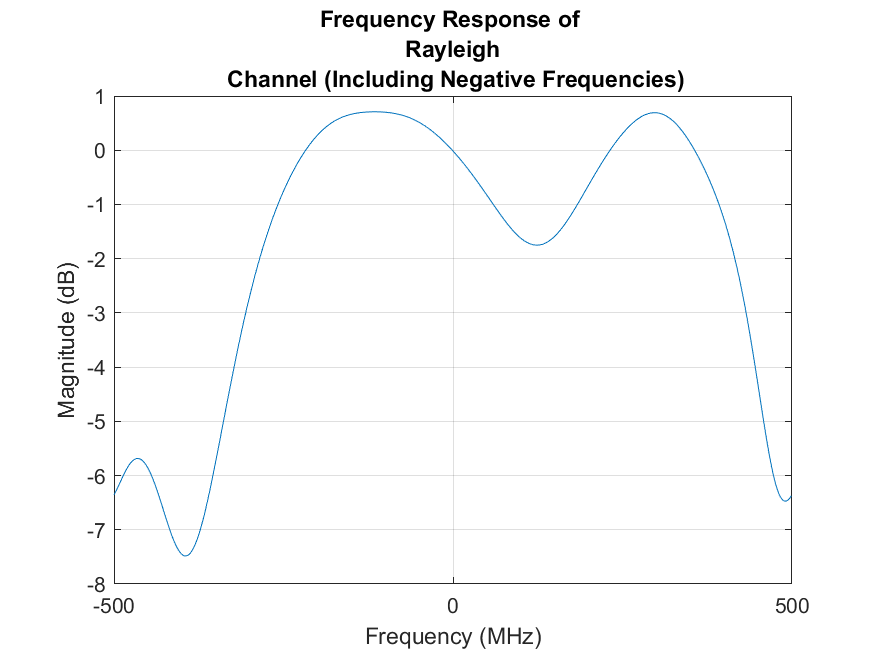 Frequency Response of
Rayleigh
Channel (Including Negative Frequencies)
1
0
-1
-2
-3
-4
-5
-6
-7
-8
Magnitude (dB)
-500
0
500
Frequency (MHz)